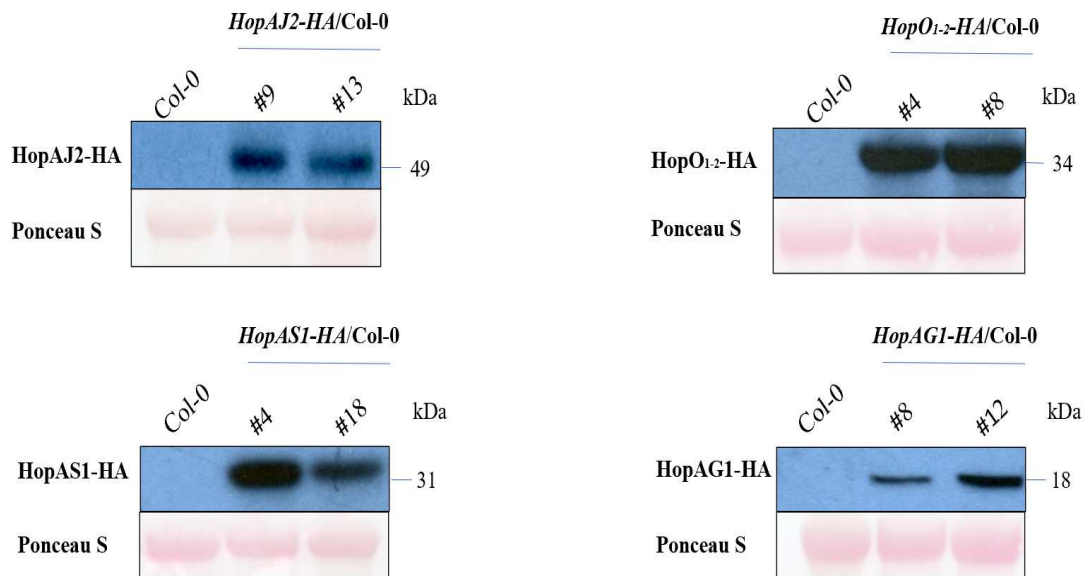 HopAJ2-HA/Col-0
Col-0 #9 #13 kDa
HopAJ2-HA 49
Ponceau S
HopO1-2-HA/Col-0
Col-0 #4 #8 kDa
HopO1-2-HA 34
Ponceau S
HopAS1-HA/Col-0
Col-0 #4 #18 kDa
HopAS1-HA 31
Ponceau S
HopAG1-HA/Col-0
Col-0 #8 #12 kDa
HopAG1-HA 18
Ponceau S